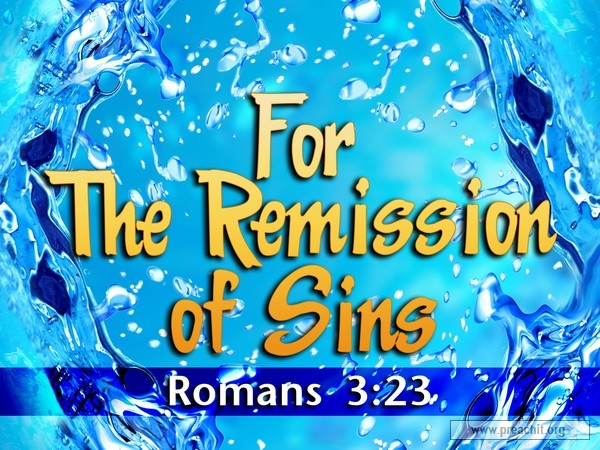 For
The Remission
of Sins
Romans 3:23
www.preachit.org